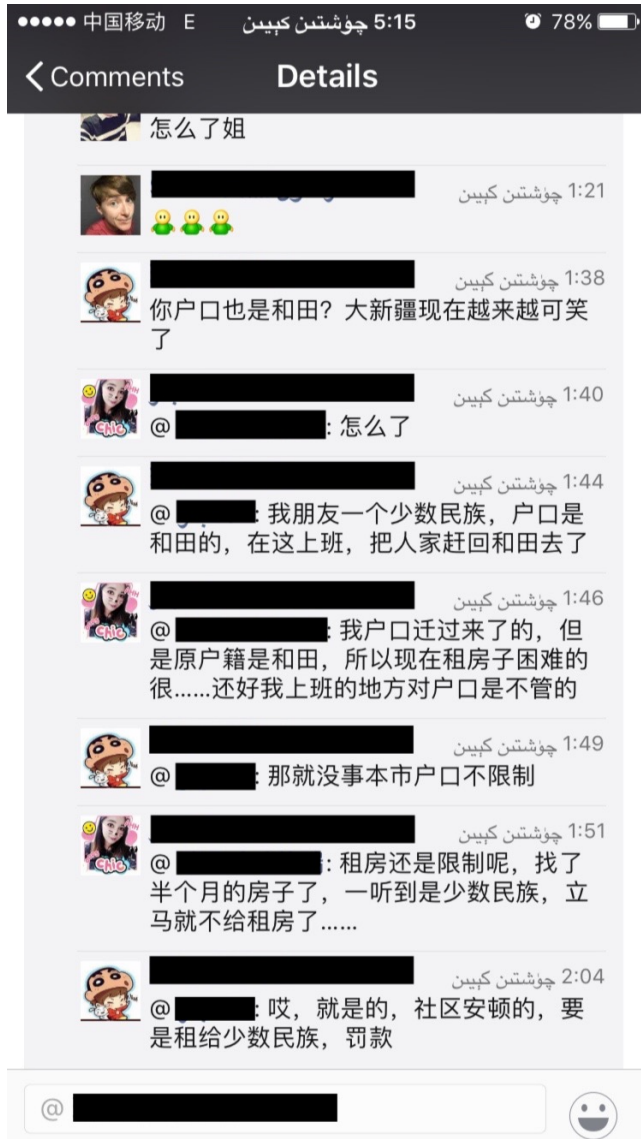 中国移动 E 5:15 چۈشتىن كېيىن 78%
Comments Details
怎么了姐
1:21 چۈشتىن كېيىن
1:38 چۈشتىن كېيىن
你户口也是和田？大新疆现在越来越可笑
了
1:40 چۈشتىن كېيىن
@ : 怎么了
1:44 چۈشتىن كېيىن
@ : 我朋友一个少数民族，户口是
和田的，在这上班，把人家赶回和田去了
1:46 چۈشتىن كېيىن
@ : 我户口迁过来了的，但
是原户籍是和田，所以现在租房子困难的
很……还好我上班的地方对户口是不管的
1:49 چۈشتىن كېيىن
@ : 那就没事本市户口不限制
1:51 چۈشتىن كېيىن
@ : 租房还是限制呢，找了
半个月的房子了，一听到是少数民族，立
马就不给租房了……
2:04 چۈشتىن كېيىن
@ : 哎，就是的，社区安顿的，要
是租给少数民族，罚款
@